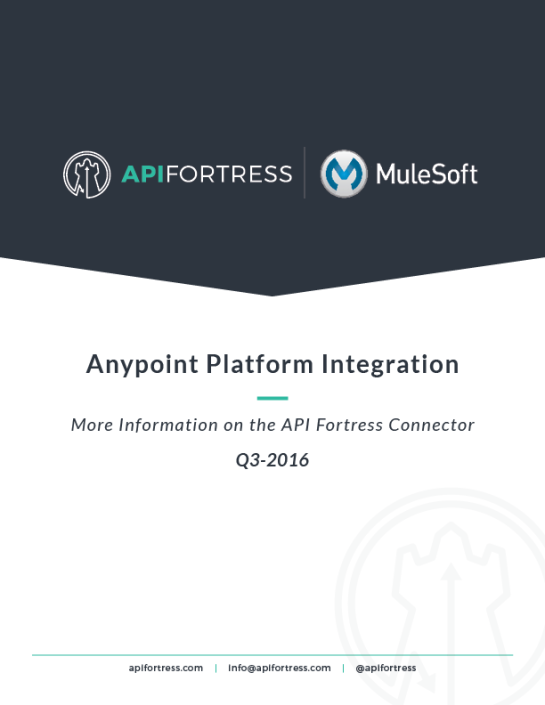 APIFORTRESS | MuleSoft
Anypoint Platform Integration
More Information on the API Fortress Connector
Q3-2016
apifortress.com | info@apifortress.com | @apifortress